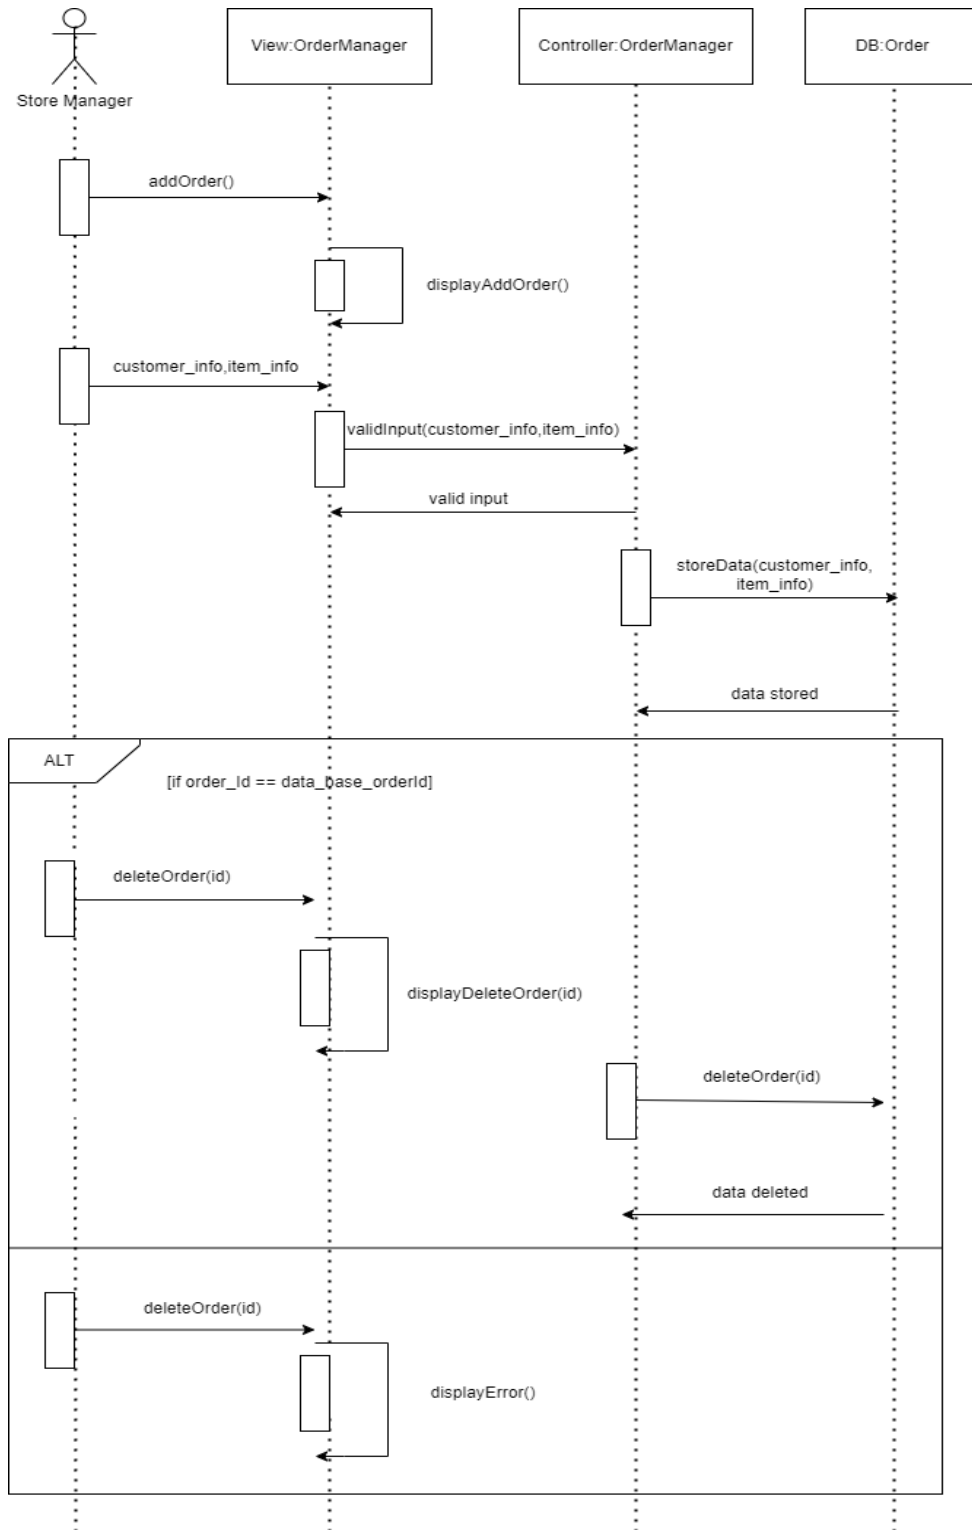 Store Manager
View:OrderManager
Controller:OrderManager
DB:Order
addOrder()
displayAddOrder()
customer_info,item_info
validInput(customer_info,item_info)
valid input
storeData(customer_info,
item_info)
data stored
ALT
[if order_Id == data_base_orderId]
deleteOrder(id)
displayDeleteOrder(id)
deleteOrder(id)
data deleted
deleteOrder(id)
displayError()